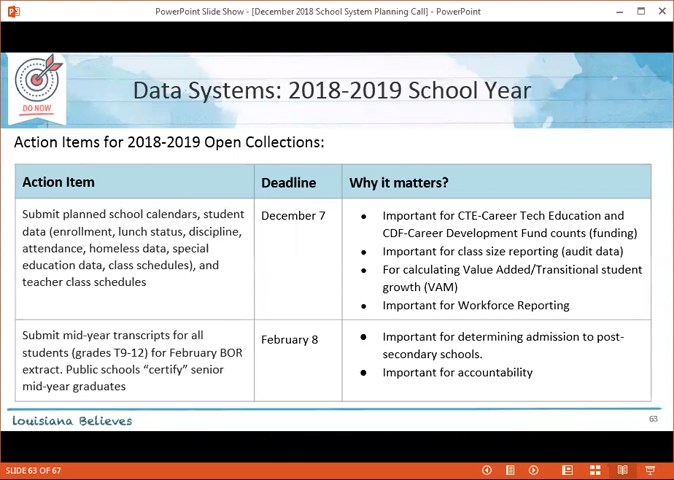 PowerPoint Slide Show - [December 2018 School System Planning Call] - PowerPoint
DO NOW
Data Systems: 2018-2019 School Year
Action Items for 2018-2019 Open Collections:
Action Item
Deadline
Why it matters?
Submit planned school calendars, student
data (enrollment, lunch status, discipline,
attendance, homeless data, special
education data, class schedules), and
teacher class schedules
December 7
• Important for CTE-Career Tech Education and
CDF-Career Development Fund counts (funding)
• Important for class size reporting (audit data)
• For calculating Value Added/Transitional student
growth (VAM)
• Important for Workforce Reporting
Submit mid-year transcripts for all
students (grades T9-12) for February BOR
extract. Public schools “certify” senior
mid-year graduates
February 8
• Important for determining admission to post-
secondary schools.
• Important for accountability
Louisiana Believes
63
SLIDE 63 OF 67